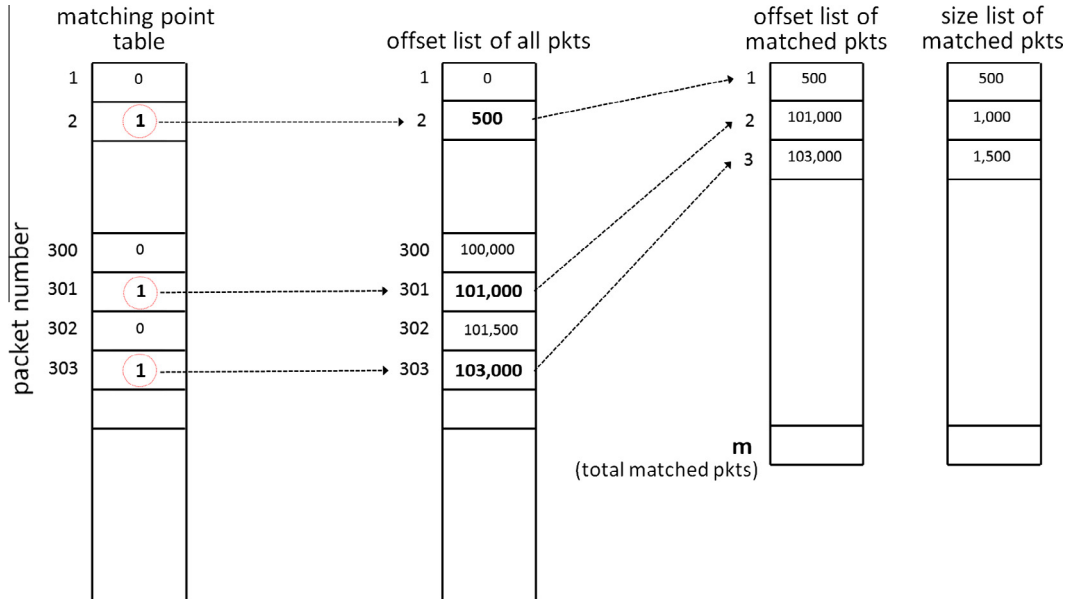 matching point
table
1 0
2 1
300 0
301 1
302 0
303 1
packet number
offset list of all pkts
1 0
2 500
300 100,000
301 101,000
302 101,500
303 103,000
offset list of
matched pkts
1 500
2 101,000
3 103,000
m
(total matched pkts)
size list of
matched pkts
500
1,000
1,500